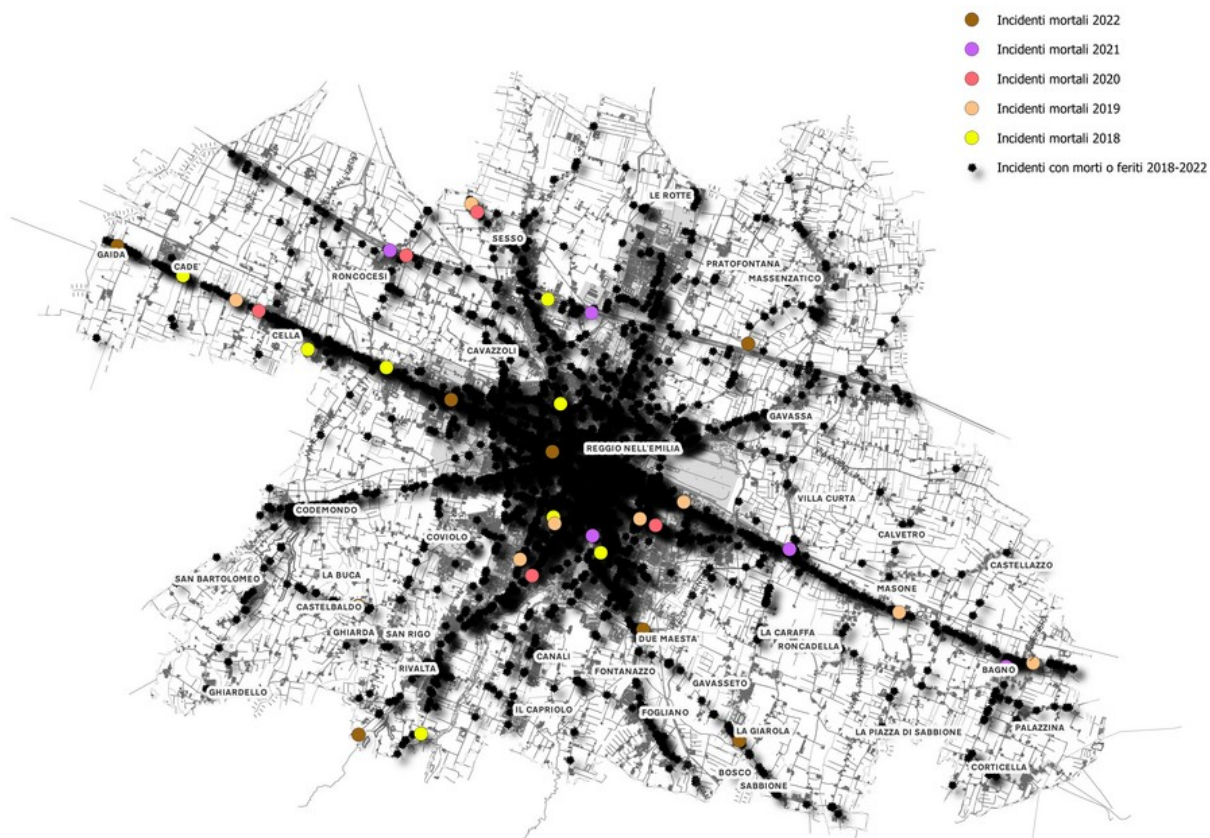 Incidenti mortali 2022
Incidenti mortali 2021
Incidenti mortali 2020
Incidenti mortali 2019
Incidenti mortali 2018
Incidenti con morti o feriti 2018-2022
LE ROTTE
SESSO
GAIDA
CADE'
RONCOCESI
PRATOFONTANA
MASSENZATICO
CELLA
CAVAZZOLI
GAVASSA
REGGIO NELL'EMILIA
VILLA CURTA
CODEMONDO
COVIOLO
CALVETRO
CASTELLAZZO
SAN BARTOLOMEO
LA BUCA
MASONE
CASTELBALDO
GHIARDA
SAN RIGO
DUE MAESTA'
LA CARAFFA
RONCADELLA
CANALI
RIVALTA
FONTANAZZO
BAGNO
GAVASSETO
GHIARDELLO
IL CAPRIOLO
FOGLIANO
LA GIAROLA
LA PIAZZA DI SABBIONE
PALAZZINA
BOSCO
SABBIONE
CORTICELLA